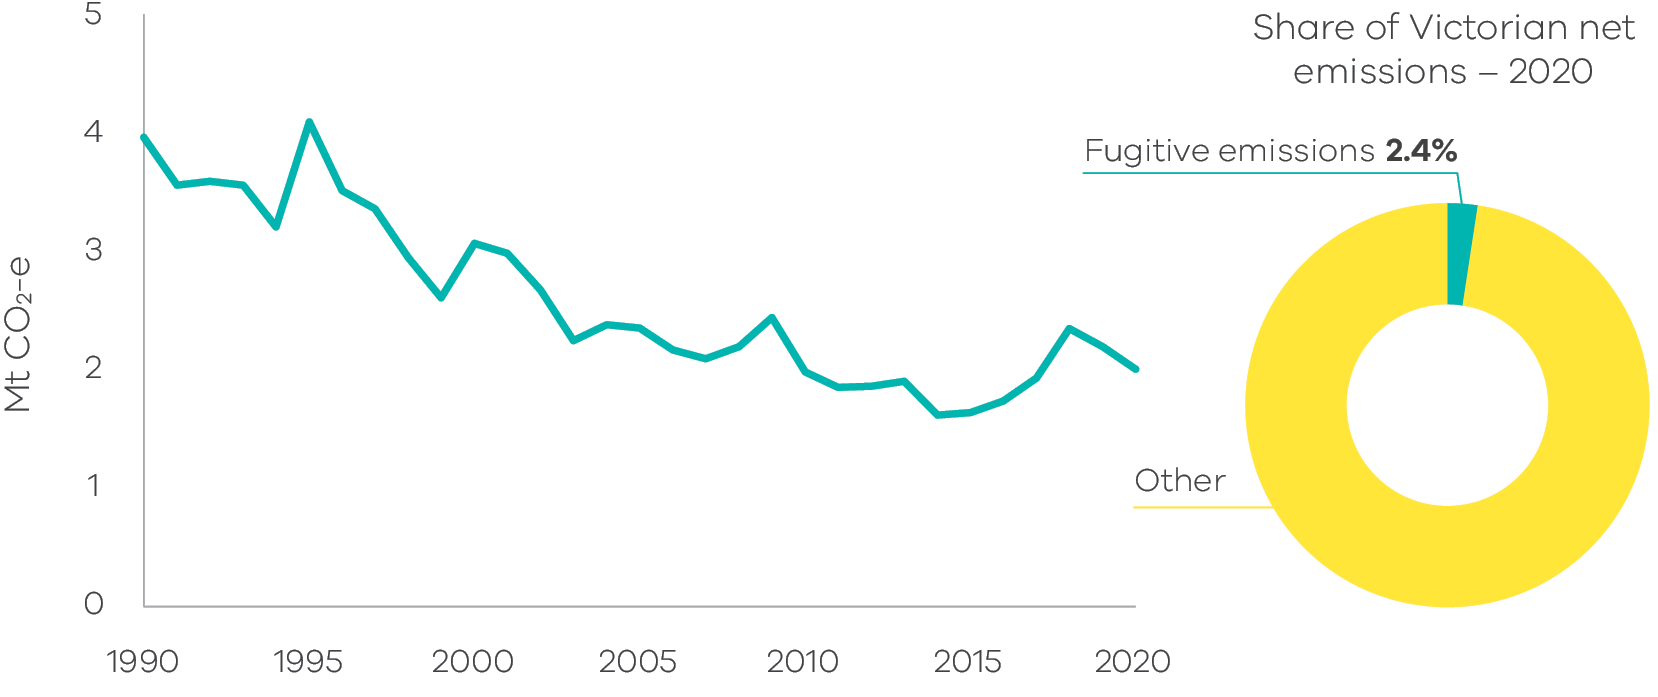 Share of Victorian net
emissions – 2020
Fugitive emissions 2.4%
Other
Mt CO₂-e
5
4
3
2
1
0
1990 1995 2000 2005 2010 2015 2020